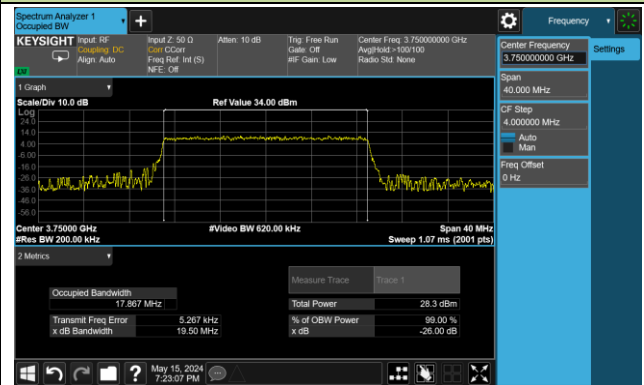 Spectrum Analyzer 1
Occupied BW
Frequency
KEYSIGHT
Input: RF
Coupling: DC
Align: Auto
Input Z: 50 Ω
Corr CCorr
Freq Ref: Int (S)
NFE: Off
Atten: 10 dB
Trig: Free Run
Gate: Off
#IF Gain: Low
Center Freq: 3.750000000 GHz
Avg|Hold:>100/100
Radio Std: None
Center Frequency
3.750000000 GHz
Settings
Span
40.000 MHz
CF Step
4.000000 MHz
Auto
Man
Freq Offset
0 Hz
1 Graph
Scale/Div 10.0 dB
Ref Value 34.00 dBm
Log
24.0
14.0
4.00
-6.00
-16.0
-26.0
-36.0
-46.0
-56.0
Center 3.75000 GHz
#Video BW 620.00 kHz
Span 40 MHz
#Res BW 200.00 kHz
Sweep 1.07 ms (2001 pts)
2 Metrics
Measure Trace
Trace 1
Occupied Bandwidth
17.867 MHz
Total Power
28.3 dBm
Transmit Freq Error
5.267 kHz
% of OBW Power
99.00 %
x dB Bandwidth
19.50 MHz
x dB
-26.00 dB
May 15, 2024
7:23:07 PM